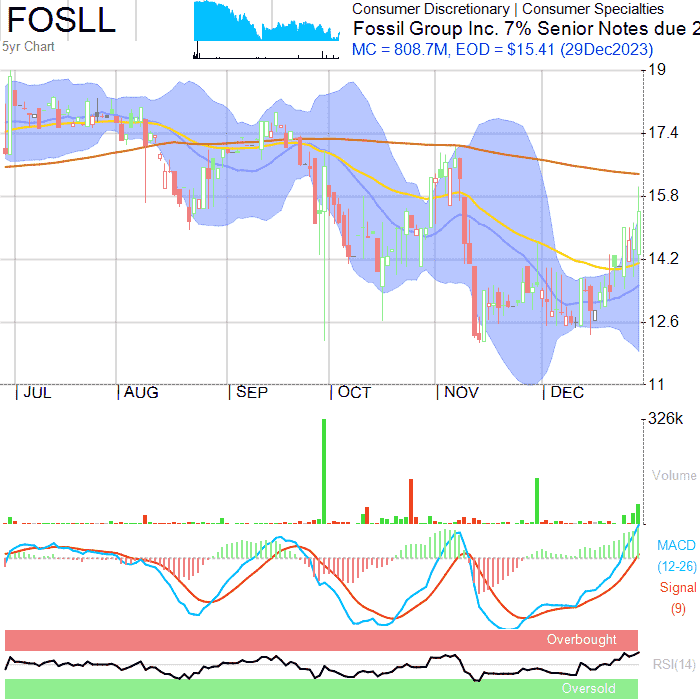 FOSLL
5yr Chart
Consumer Discretionary | Consumer Specialties
Fossil Group Inc. 7% Senior Notes due 2
MC = 808.7M, EOD = $15.41 (29Dec2023)
19
17.4
15.8
14.2
12.6
11
JUL AUG SEP OCT NOV DEC
326k
Volume
MACD
(12-26)
Signal
(9)
Overbought
RSI(14)
Oversold